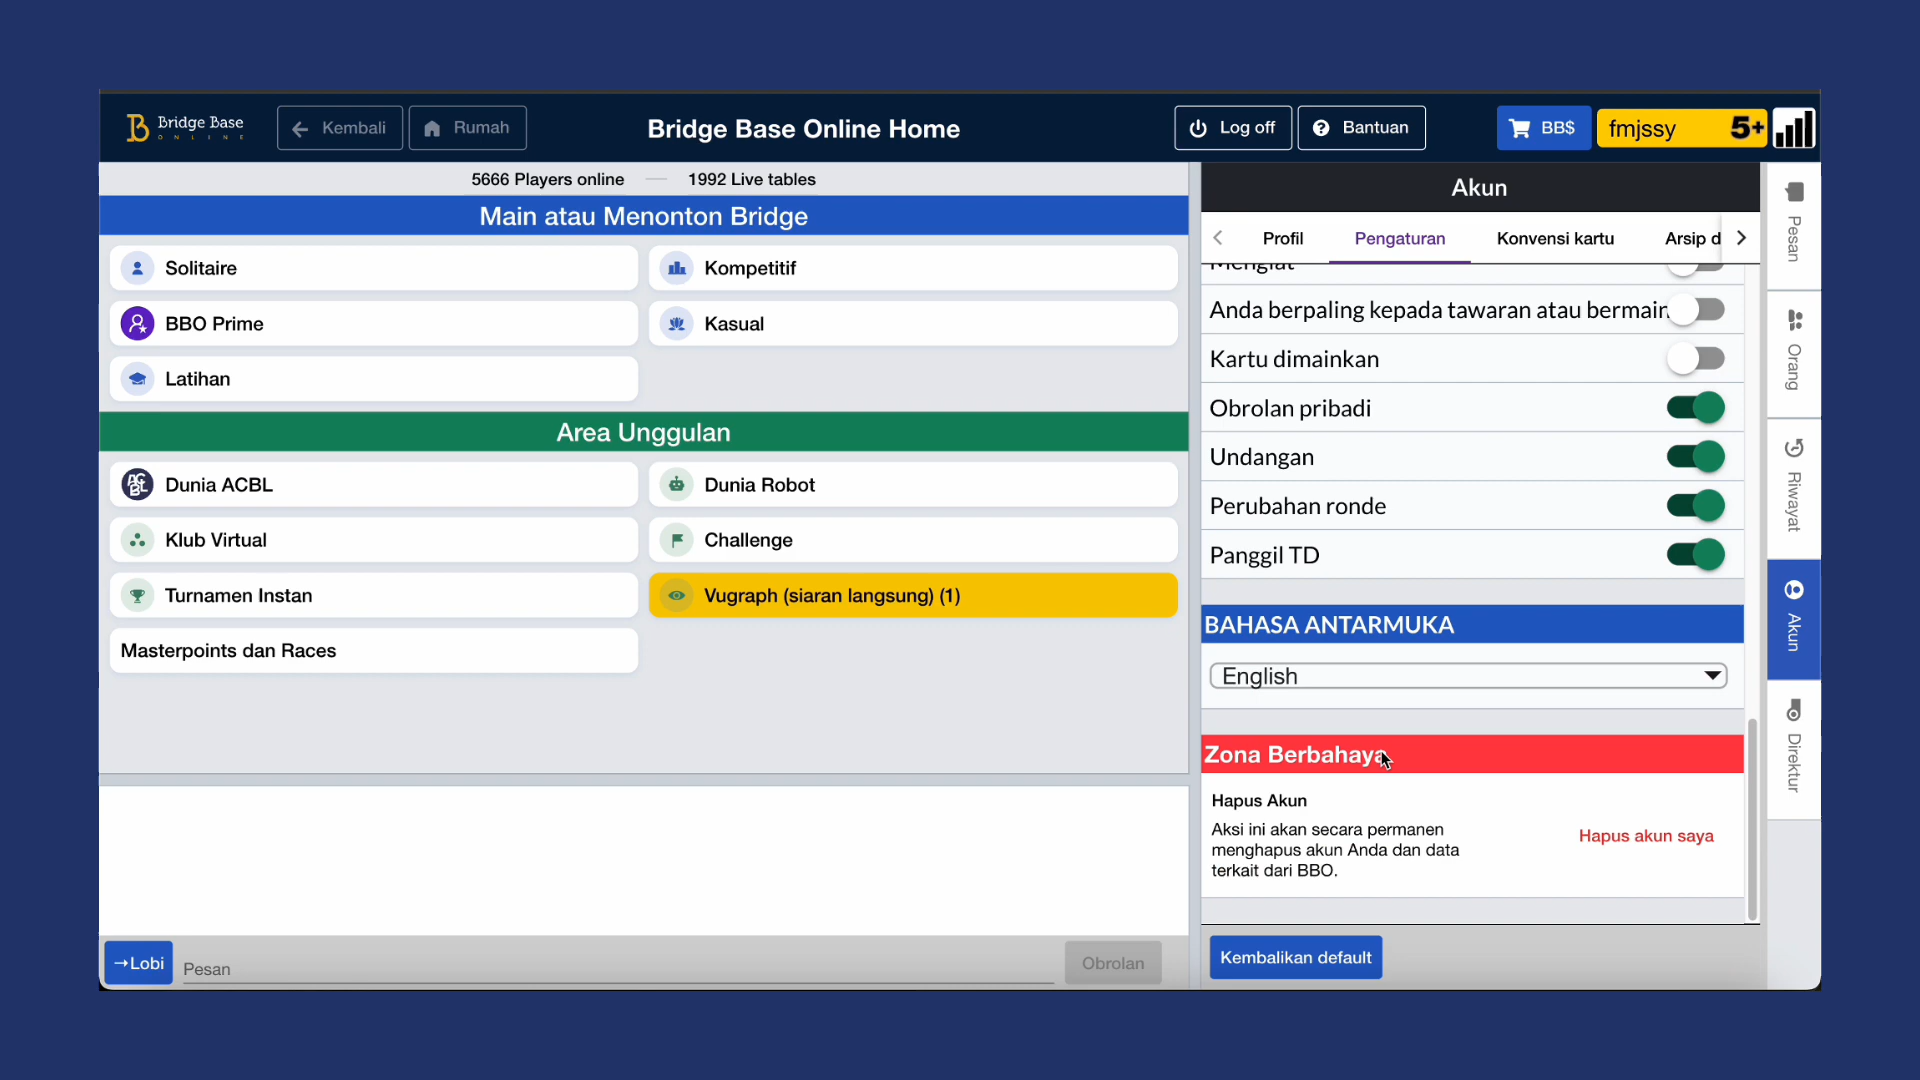 Bridge Base
ONLINE
Kembali
Rumah
Bridge Base Online Home
Log off
Bantuan
BB$
fmjssy
5+
5666 Players online
1992 Live tables
Main atau Menonton Bridge
Solitaire
Kompetitif
BBO Prime
Kasual
Latihan
Area Unggulan
ACBL
Dunia ACBL
Dunia Robot
Klub Virtual
Challenge
Turnamen Instan
Vugraph (siaran langsung) (1)
Masterpoints dan Races
→Lobi
Pesan
Obrolan
Akun
Profil
Pengaturan
Konvensi kartu
Arsip d
Anda berpaling kepada tawaran atau bermain
Kartu dimainkan
Obrolan pribadi
Undangan
Perubahan ronde
Panggil TD
BAHASA ANTARMUKA
English
Zona Berbahaya
Hapus Akun
Aksi ini akan secara permanen
menghapus akun Anda dan data
terkait dari BBO.
Hapus akun saya
Kembalikan default
Pesan
Orang
Riwayat
Akun
Direktur